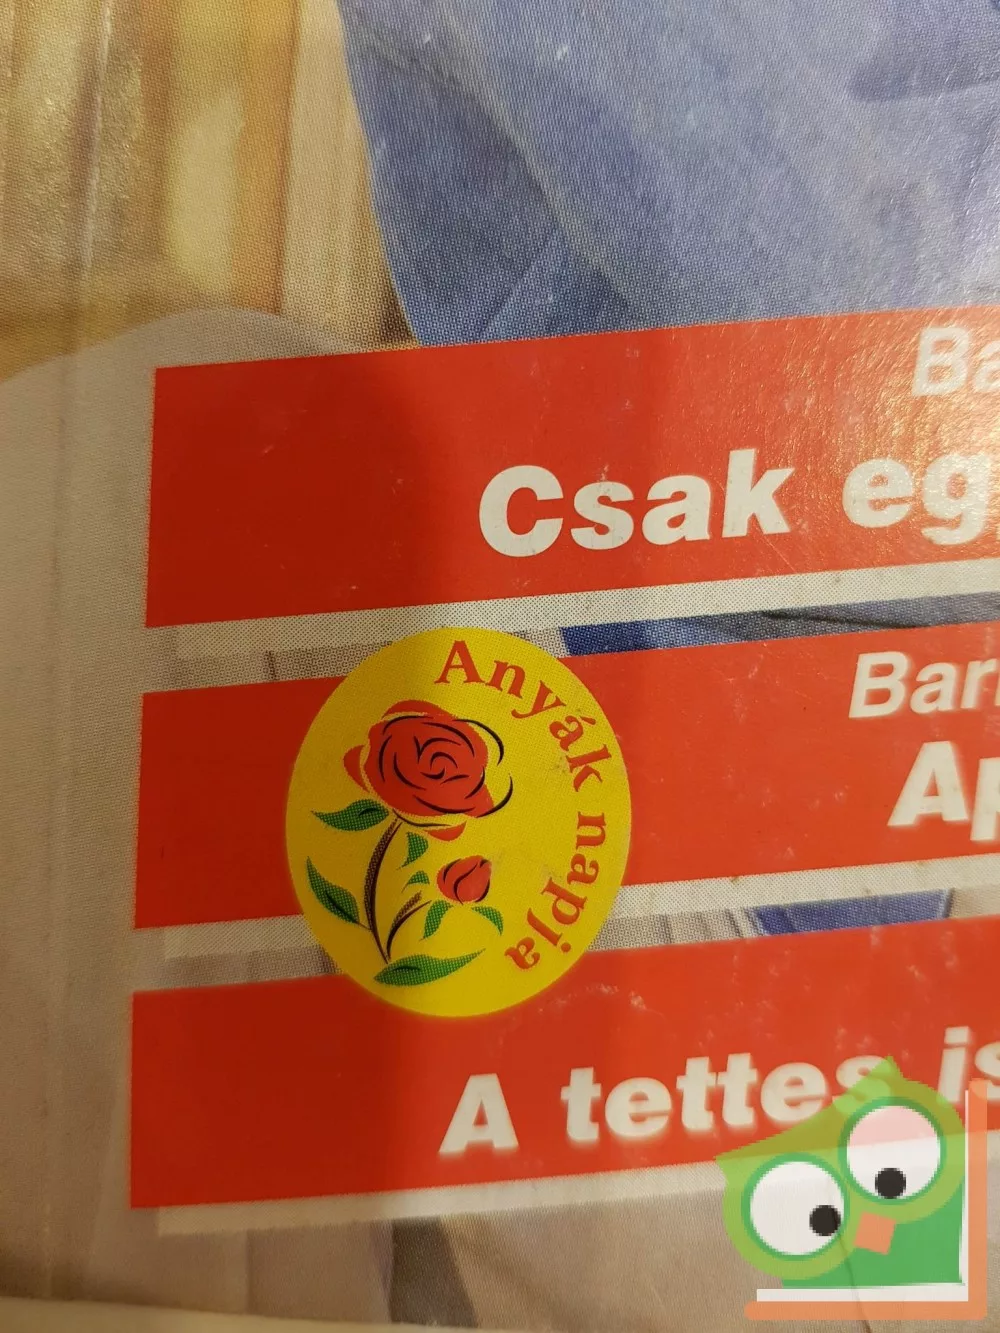 Ba
Csak eg
Bar
Ap
Anyák napja
A tettes is